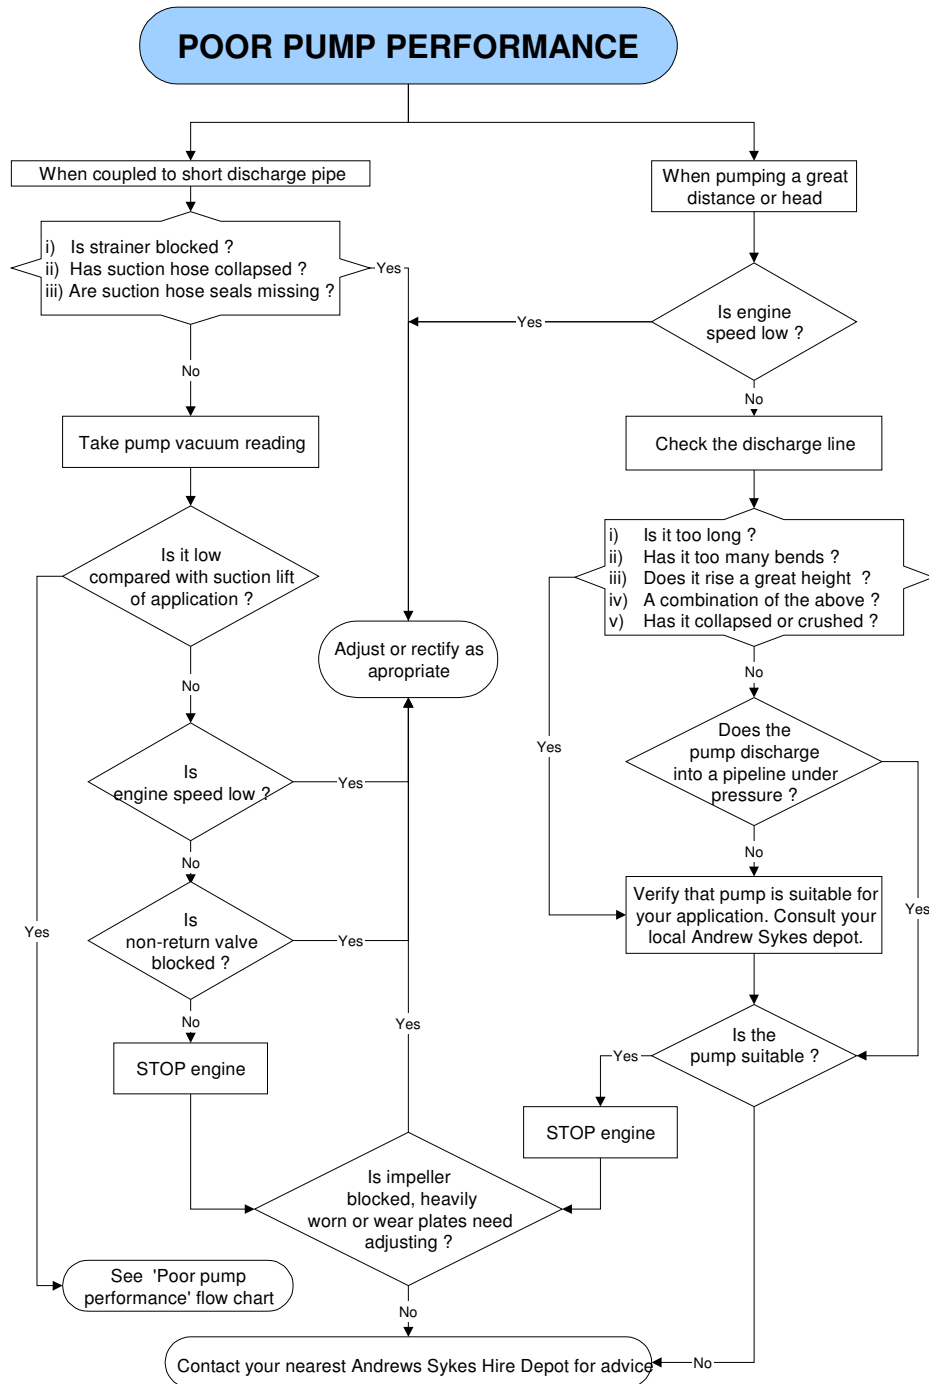 POOR PUMP PERFORMANCE
When coupled to short discharge pipe
i) Is strainer blocked ?
ii) Has suction hose collapsed ?
iii) Are suction hose seals missing ?
Yes
No
Take pump vacuum reading
Is it low
compared with suction lift
of application ?
No
Yes
Is
engine speed low ?
Yes
No
Is
non-return valve
blocked ?
Yes
No
STOP engine
See 'Poor pump
performance' flow chart
Adjust or rectify as
apropriate
When pumping a great
distance or head
Is engine
speed low ?
Yes
No
Check the discharge line
i) Is it too long ?
ii) Has it too many bends ?
iii) Does it rise a great height ?
iv) A combination of the above ?
v) Has it collapsed or crushed ?
No
Yes
Does the
pump discharge
into a pipeline under
pressure ?
No
Yes
Verify that pump is suitable for
your application. Consult your
local Andrew Sykes depot.
Is the
pump suitable ?
Yes
STOP engine
No
Is impeller
blocked, heavily
worn or wear plates need
adjusting ?
Yes
No
Contact your nearest Andrews Sykes Hire Depot for advice